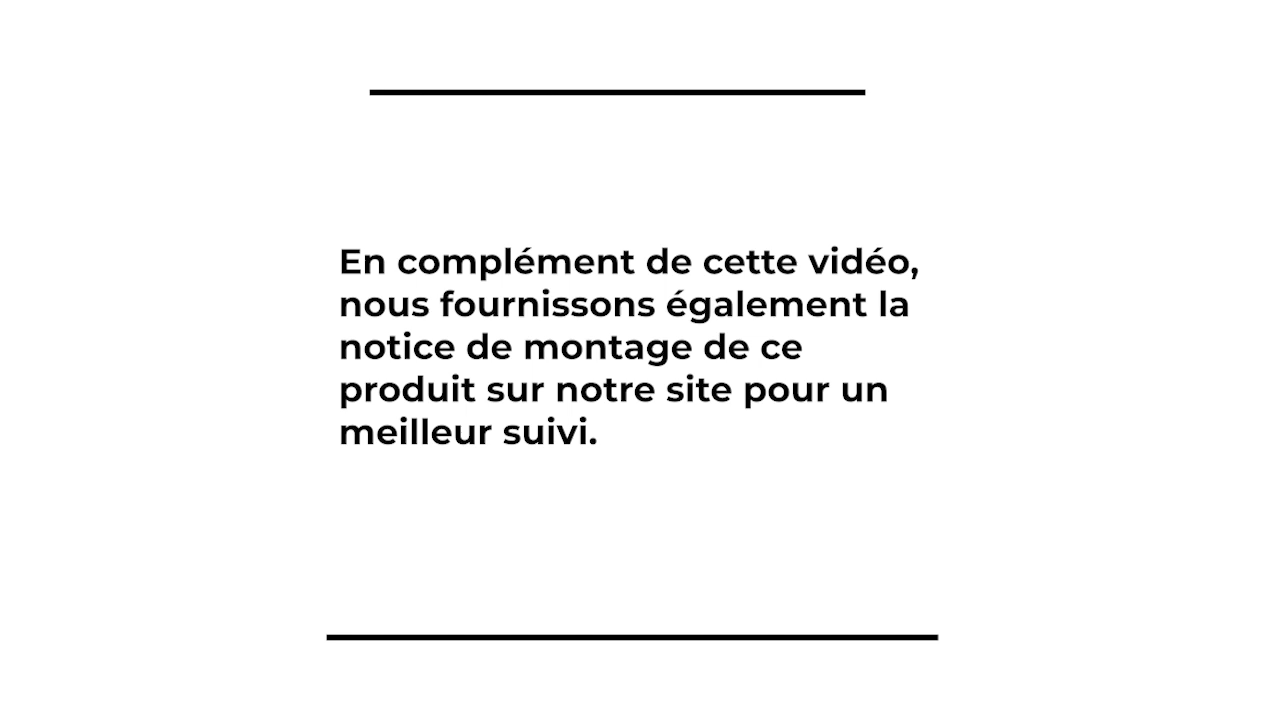 En complément de cette vidéo,
nous fournissons également la
notice de montage de ce
produit sur notre site pour un
meilleur suivi.